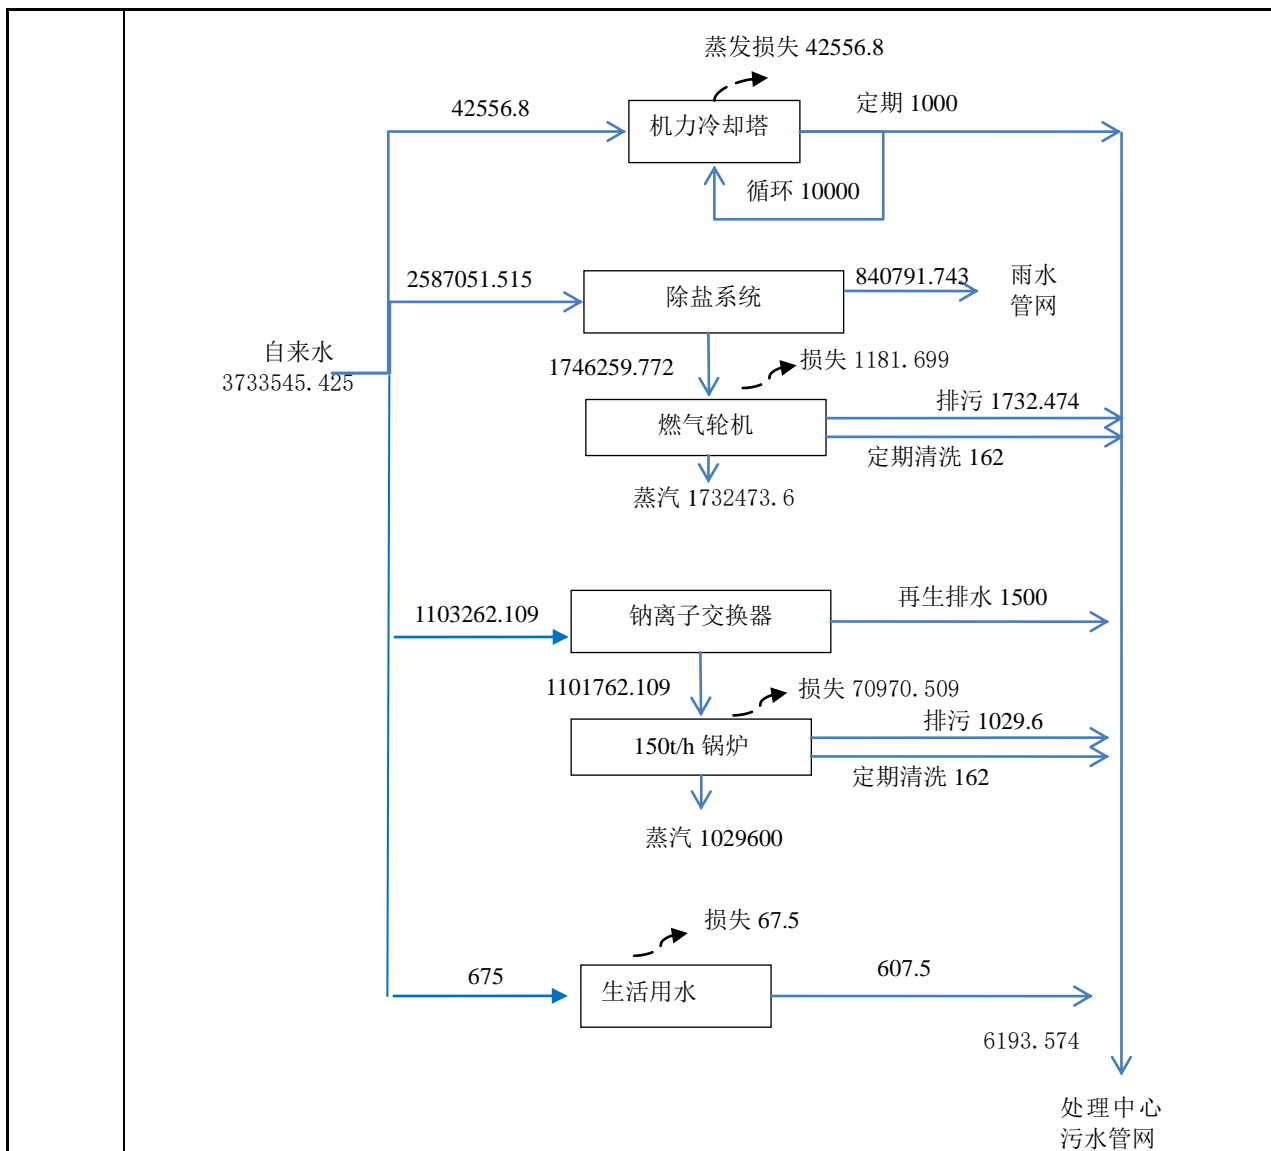 蒸发损失 42556.8
42556.8
机力冷却塔
定期 1000
循环 10000
2587051.515
除盐系统
840791.743
雨水
管网
自来水
3733545.425
1746259.772
损失 1181.699
燃气轮机
排污 1732.474
定期清洗 162
蒸汽 1732473.6
1103262.109
钠离子交换器
再生排水 1500
1101762.109
损失 70970.509
150t/h 锅炉
排污 1029.6
定期清洗 162
蒸汽 1029600
损失 67.5
675
生活用水
607.5
6193.574
处理中心
污水管网